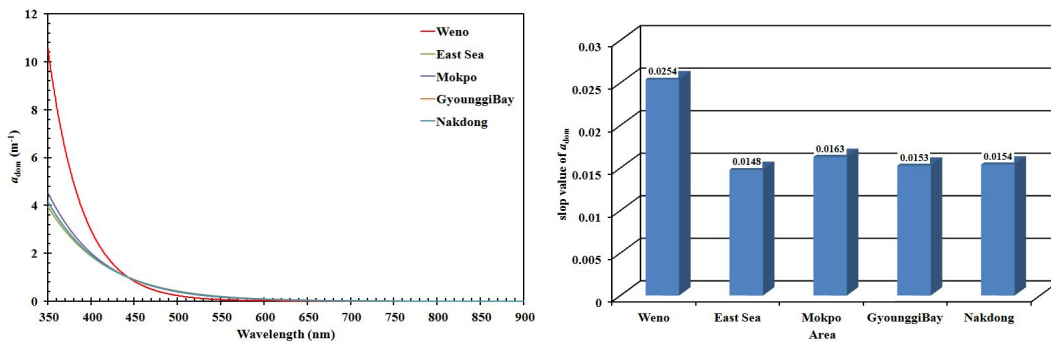 12
10
8
6
4
2
0
a dom (m-1)
Weno
East Sea
Mokpo
GyounggiBay
Nakdong
350 400 450 500 550 600 650 700 750 800 850 900
Wavelength (nm)
0.03
0.025
0.02
0.015
0.01
0.005
0
slop value of a dom
0.0254
0.0148
0.0163
0.0153
0.0154
Weno East Sea Mokpo GyounggiBay Nakdong
Area